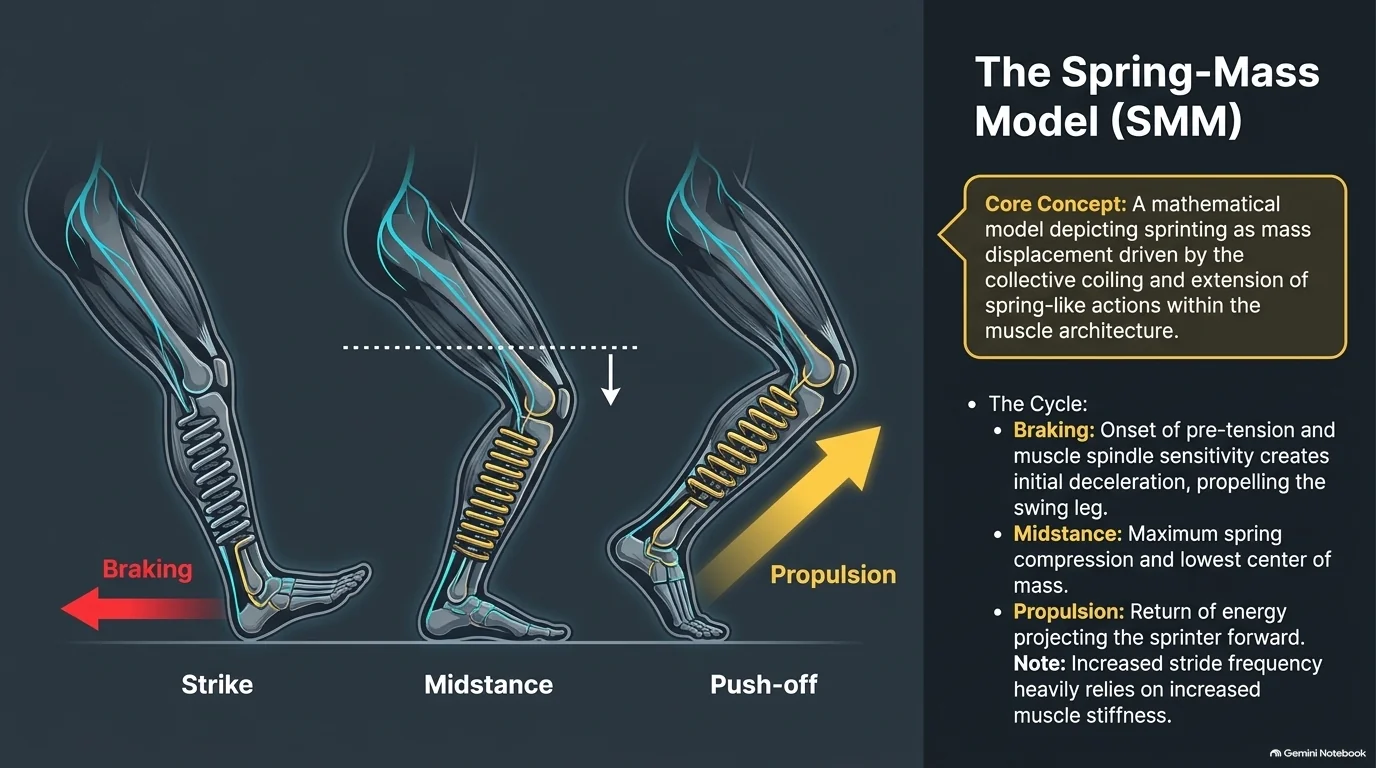 The Spring-Mass
Model (SMM)
Core Concept: A mathematical
model depicting sprinting as mass
displacement driven by the
collective coiling and extension of
spring-like actions within the
muscle architecture.
• The Cycle:
• Braking: Onset of pre-tension and
muscle spindle sensitivity creates
initial deceleration, propelling the
swing leg.
• Midstance: Maximum spring
compression and lowest center of
mass.
• Propulsion: Return of energy
projecting the sprinter forward.
Note: Increased stride frequency
heavily relies on increased
muscle stiffness.
Braking
Propulsion
Strike
Midstance
Push-off
Gemini Notebook